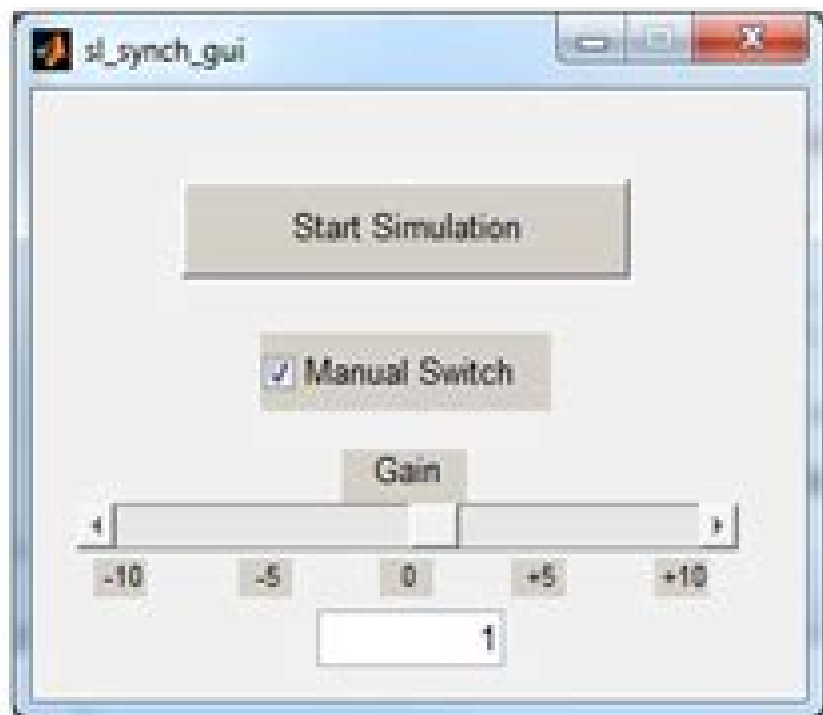 sl_synch_gui
Start Simulation
Manual Switch
Gain
-10 -5 0 +5 +10
1